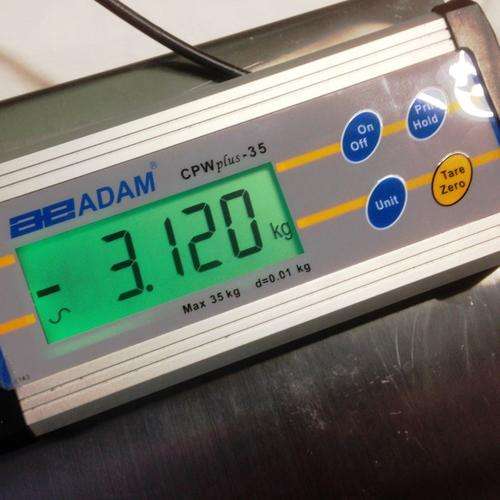 CPWplus-35
AE ADAM®
- 3.120 kg
Max 35 kg d=0.01 kg
On
Off
Print
Hold
Unit
Tare
Zero